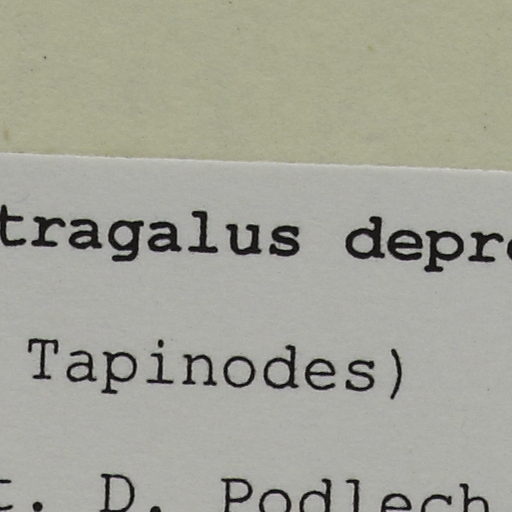 tragalus depr
Tapinodes)
t. D. Podlech